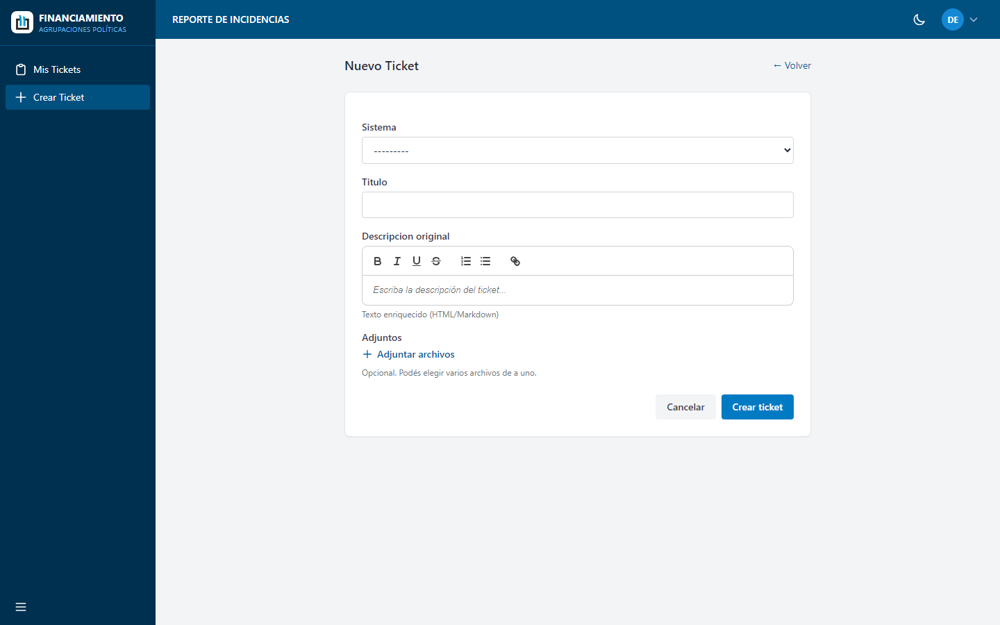 FINANCIAMIENTO
AGRUPACIONES POLÍTICAS
REPORTE DE INCIDENCIAS
DE
Mis Tickets
Crear Ticket
Nuevo Ticket
← Volver
Sistema
---------
Titulo
Descripcion original
Escriba la descripción del ticket...
Texto enriquecido (HTML/Markdown)
Adjuntos
Adjuntar archivos
Opcional. Podés elegir varios archivos de a uno.
Cancelar
Crear ticket